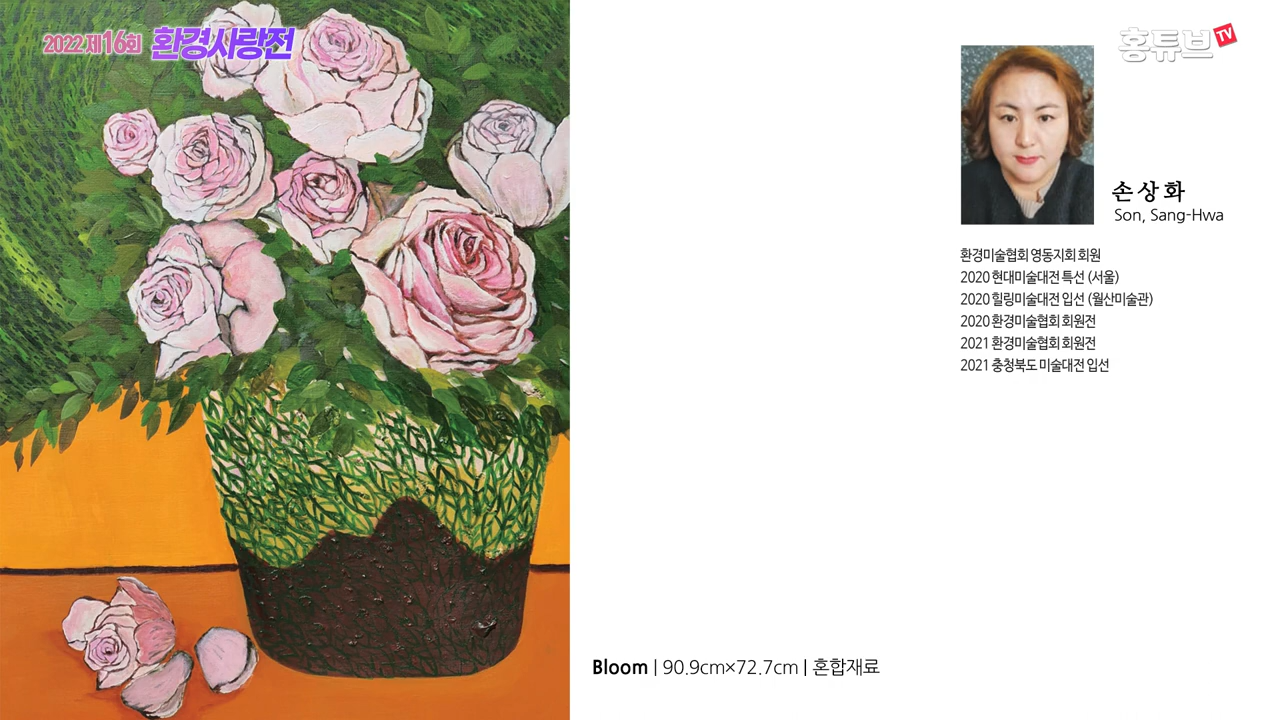 2022 제16회 환경사랑전
홍튜브 TV
손상화
Son, Sang-Hwa
환경미술협회 영동지회 회원
2020 현대미술대전 특선 (서울)
2020 힐링미술대전 입선 (월산미술관)
2020 환경미술협회 회원전
2021 환경미술협회 회원전
2021 충청북도 미술대전 입선
Bloom | 90.9cm×72.7cm | 혼합재료